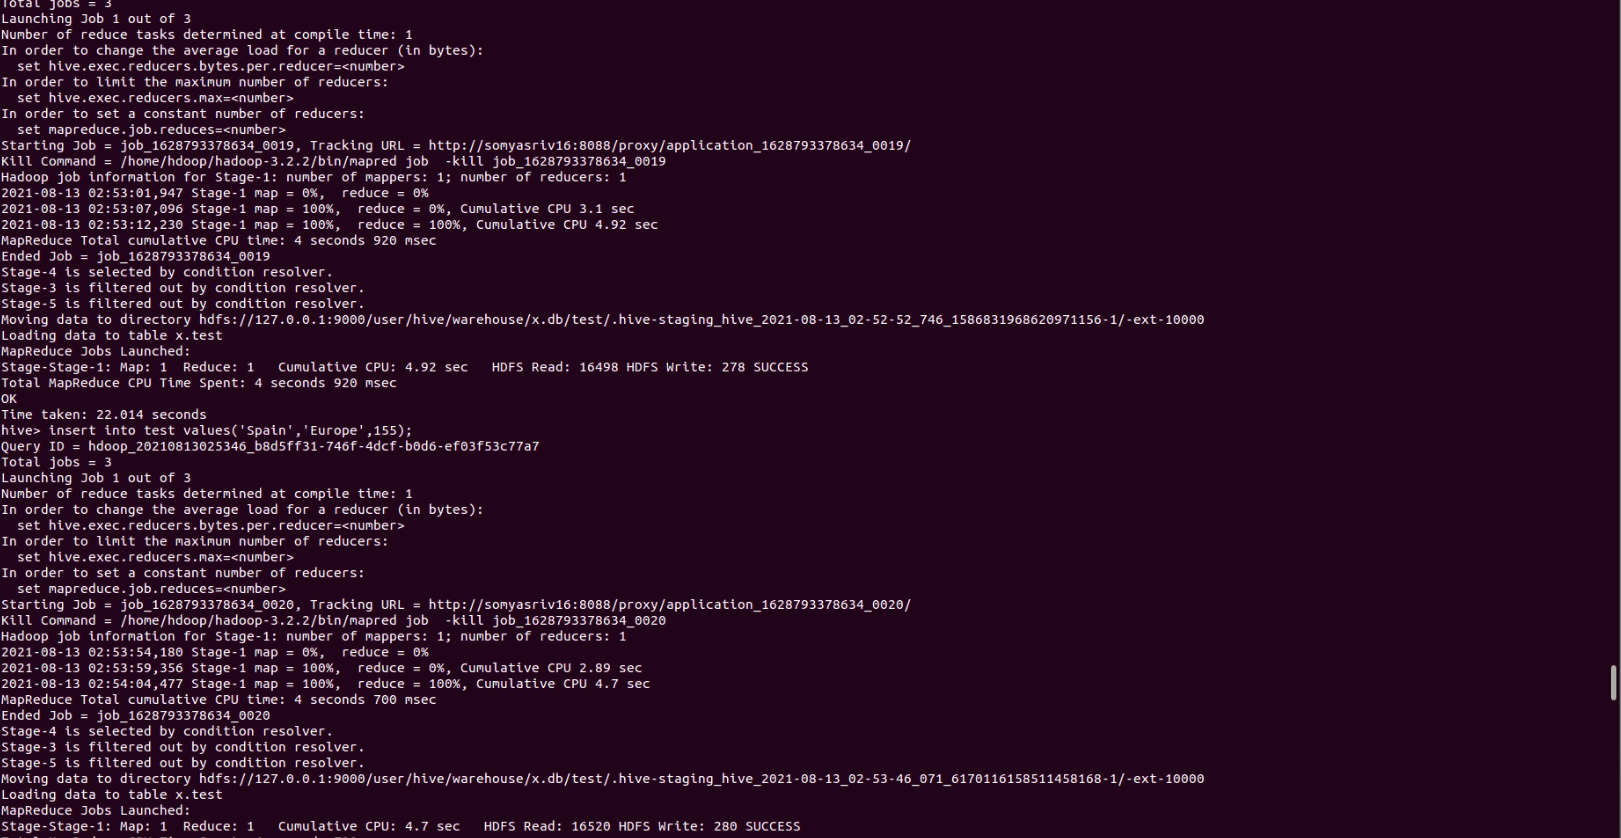 Total jobs = 3
Launching Job 1 out of 3
Number of reduce tasks determined at compile time: 1
In order to change the average load for a reducer (in bytes):
  set hive.exec.reducers.bytes.per.reducer=<number>
In order to limit the maximum number of reducers:
  set hive.exec.reducers.max=<number>
In order to set a constant number of reducers:
  set mapreduce.job.reduces=<number>
Starting Job = job_1628793378634_0019, Tracking URL = http://somyasriv16:8088/proxy/application_1628793378634_0019/
Kill Command = /home/hdoop/hadoop-3.2.2/bin/mapred job  -kill job_1628793378634_0019
Hadoop job information for Stage-1: number of mappers: 1; number of reducers: 1
2021-08-13 02:53:01,947 Stage-1 map = 0%,  reduce = 0%
2021-08-13 02:53:07,096 Stage-1 map = 100%,  reduce = 0%, Cumulative CPU 3.1 sec
2021-08-13 02:53:12,230 Stage-1 map = 100%,  reduce = 100%, Cumulative CPU 4.92 sec
MapReduce Total cumulative CPU time: 4 seconds 920 msec
Ended Job = job_1628793378634_0019
Stage-4 is selected by condition resolver.
Stage-3 is filtered out by condition resolver.
Stage-5 is filtered out by condition resolver.
Moving data to directory hdfs://127.0.0.1:9000/user/hive/warehouse/x.db/test/.hive-staging_hive_2021-08-13_02-52-52_746_1586831968620971156-1/-ext-10000
Loading data to table x.test
MapReduce Jobs Launched:
Stage-Stage-1: Map: 1  Reduce: 1   Cumulative CPU: 4.92 sec   HDFS Read: 16498 HDFS Write: 278 SUCCESS
Total MapReduce CPU Time Spent: 4 seconds 920 msec
OK
Time taken: 22.014 seconds
hive> insert into test values('Spain','Europe',155);
Query ID = hdoop_20210813025346_b8d5ff31-746f-4dcf-b0d6-ef03f53c77a7
Total jobs = 3
Launching Job 1 out of 3
Number of reduce tasks determined at compile time: 1
In order to change the average load for a reducer (in bytes):
  set hive.exec.reducers.bytes.per.reducer=<number>
In order to limit the maximum number of reducers:
  set hive.exec.reducers.max=<number>
In order to set a constant number of reducers:
  set mapreduce.job.reduces=<number>
Starting Job = job_1628793378634_0020, Tracking URL = http://somyasriv16:8088/proxy/application_1628793378634_0020/
Kill Command = /home/hdoop/hadoop-3.2.2/bin/mapred job  -kill job_1628793378634_0020
Hadoop job information for Stage-1: number of mappers: 1; number of reducers: 1
2021-08-13 02:53:54,180 Stage-1 map = 0%,  reduce = 0%
2021-08-13 02:53:59,356 Stage-1 map = 100%,  reduce = 0%, Cumulative CPU 2.89 sec
2021-08-13 02:54:04,477 Stage-1 map = 100%,  reduce = 100%, Cumulative CPU 4.7 sec
MapReduce Total cumulative CPU time: 4 seconds 700 msec
Ended Job = job_1628793378634_0020
Stage-4 is selected by condition resolver.
Stage-3 is filtered out by condition resolver.
Stage-5 is filtered out by condition resolver.
Moving data to directory hdfs://127.0.0.1:9000/user/hive/warehouse/x.db/test/.hive-staging_hive_2021-08-13_02-53-46_071_6170116158511458168-1/-ext-10000
Loading data to table x.test
MapReduce Jobs Launched:
Stage-Stage-1: Map: 1  Reduce: 1   Cumulative CPU: 4.7 sec   HDFS Read: 16520 HDFS Write: 280 SUCCESS